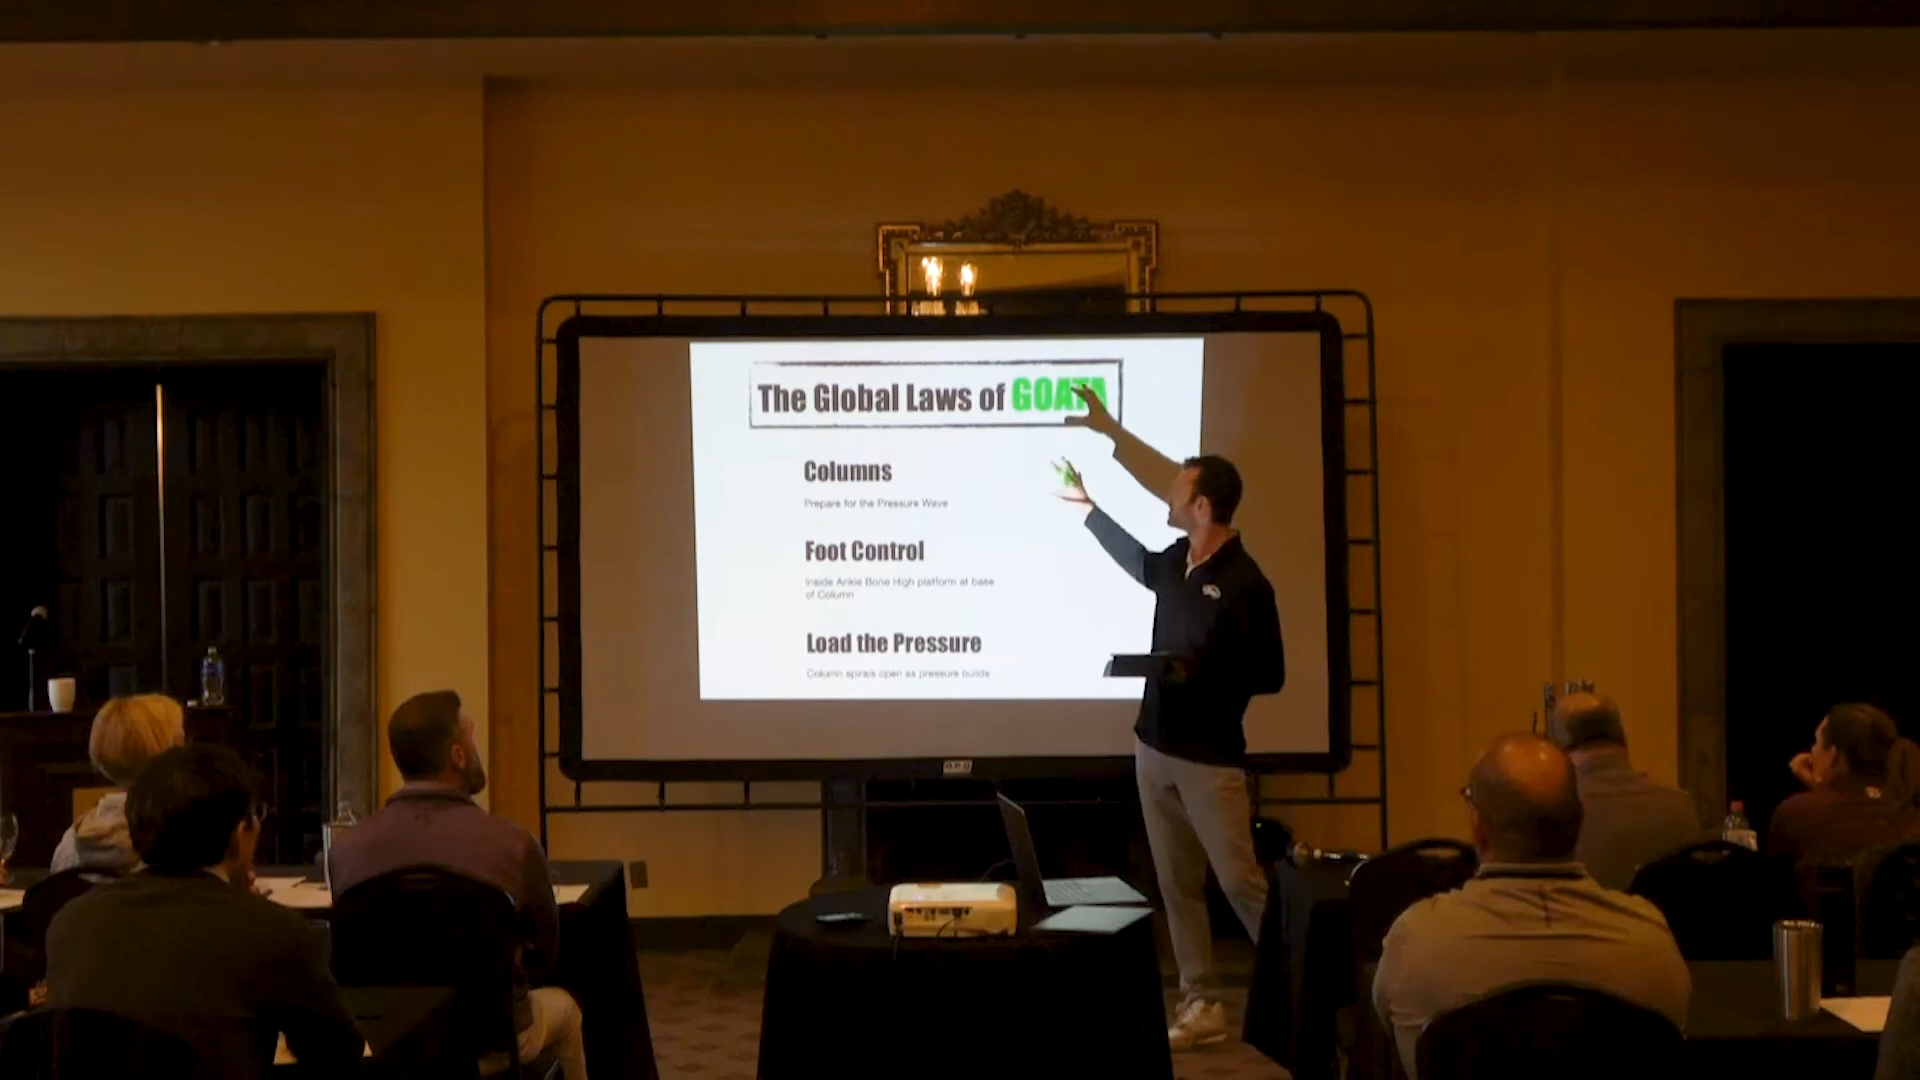 The Global Laws of GOATA
Columns
Prepare for the Pressure Wave
Foot Control
Inside Ankle Bone High platform at base
of Column
Load the Pressure
Column spirals open as pressure builds